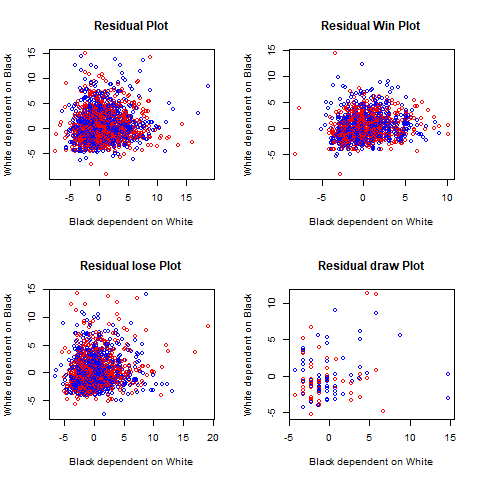 Residual Plot
White dependent on Black
15
10
5
0
-5
-5 0 5 10 15
Black dependent on White
Residual Win Plot
White dependent on Black
15
10
5
0
-5
-5 0 5 10
Black dependent on White
Residual lose Plot
White dependent on Black
15
10
5
0
-5
-5 0 5 10 15 20
Black dependent on White
Residual draw Plot
White dependent on Black
10
5
0
-5
-5 0 5 10 15
Black dependent on White